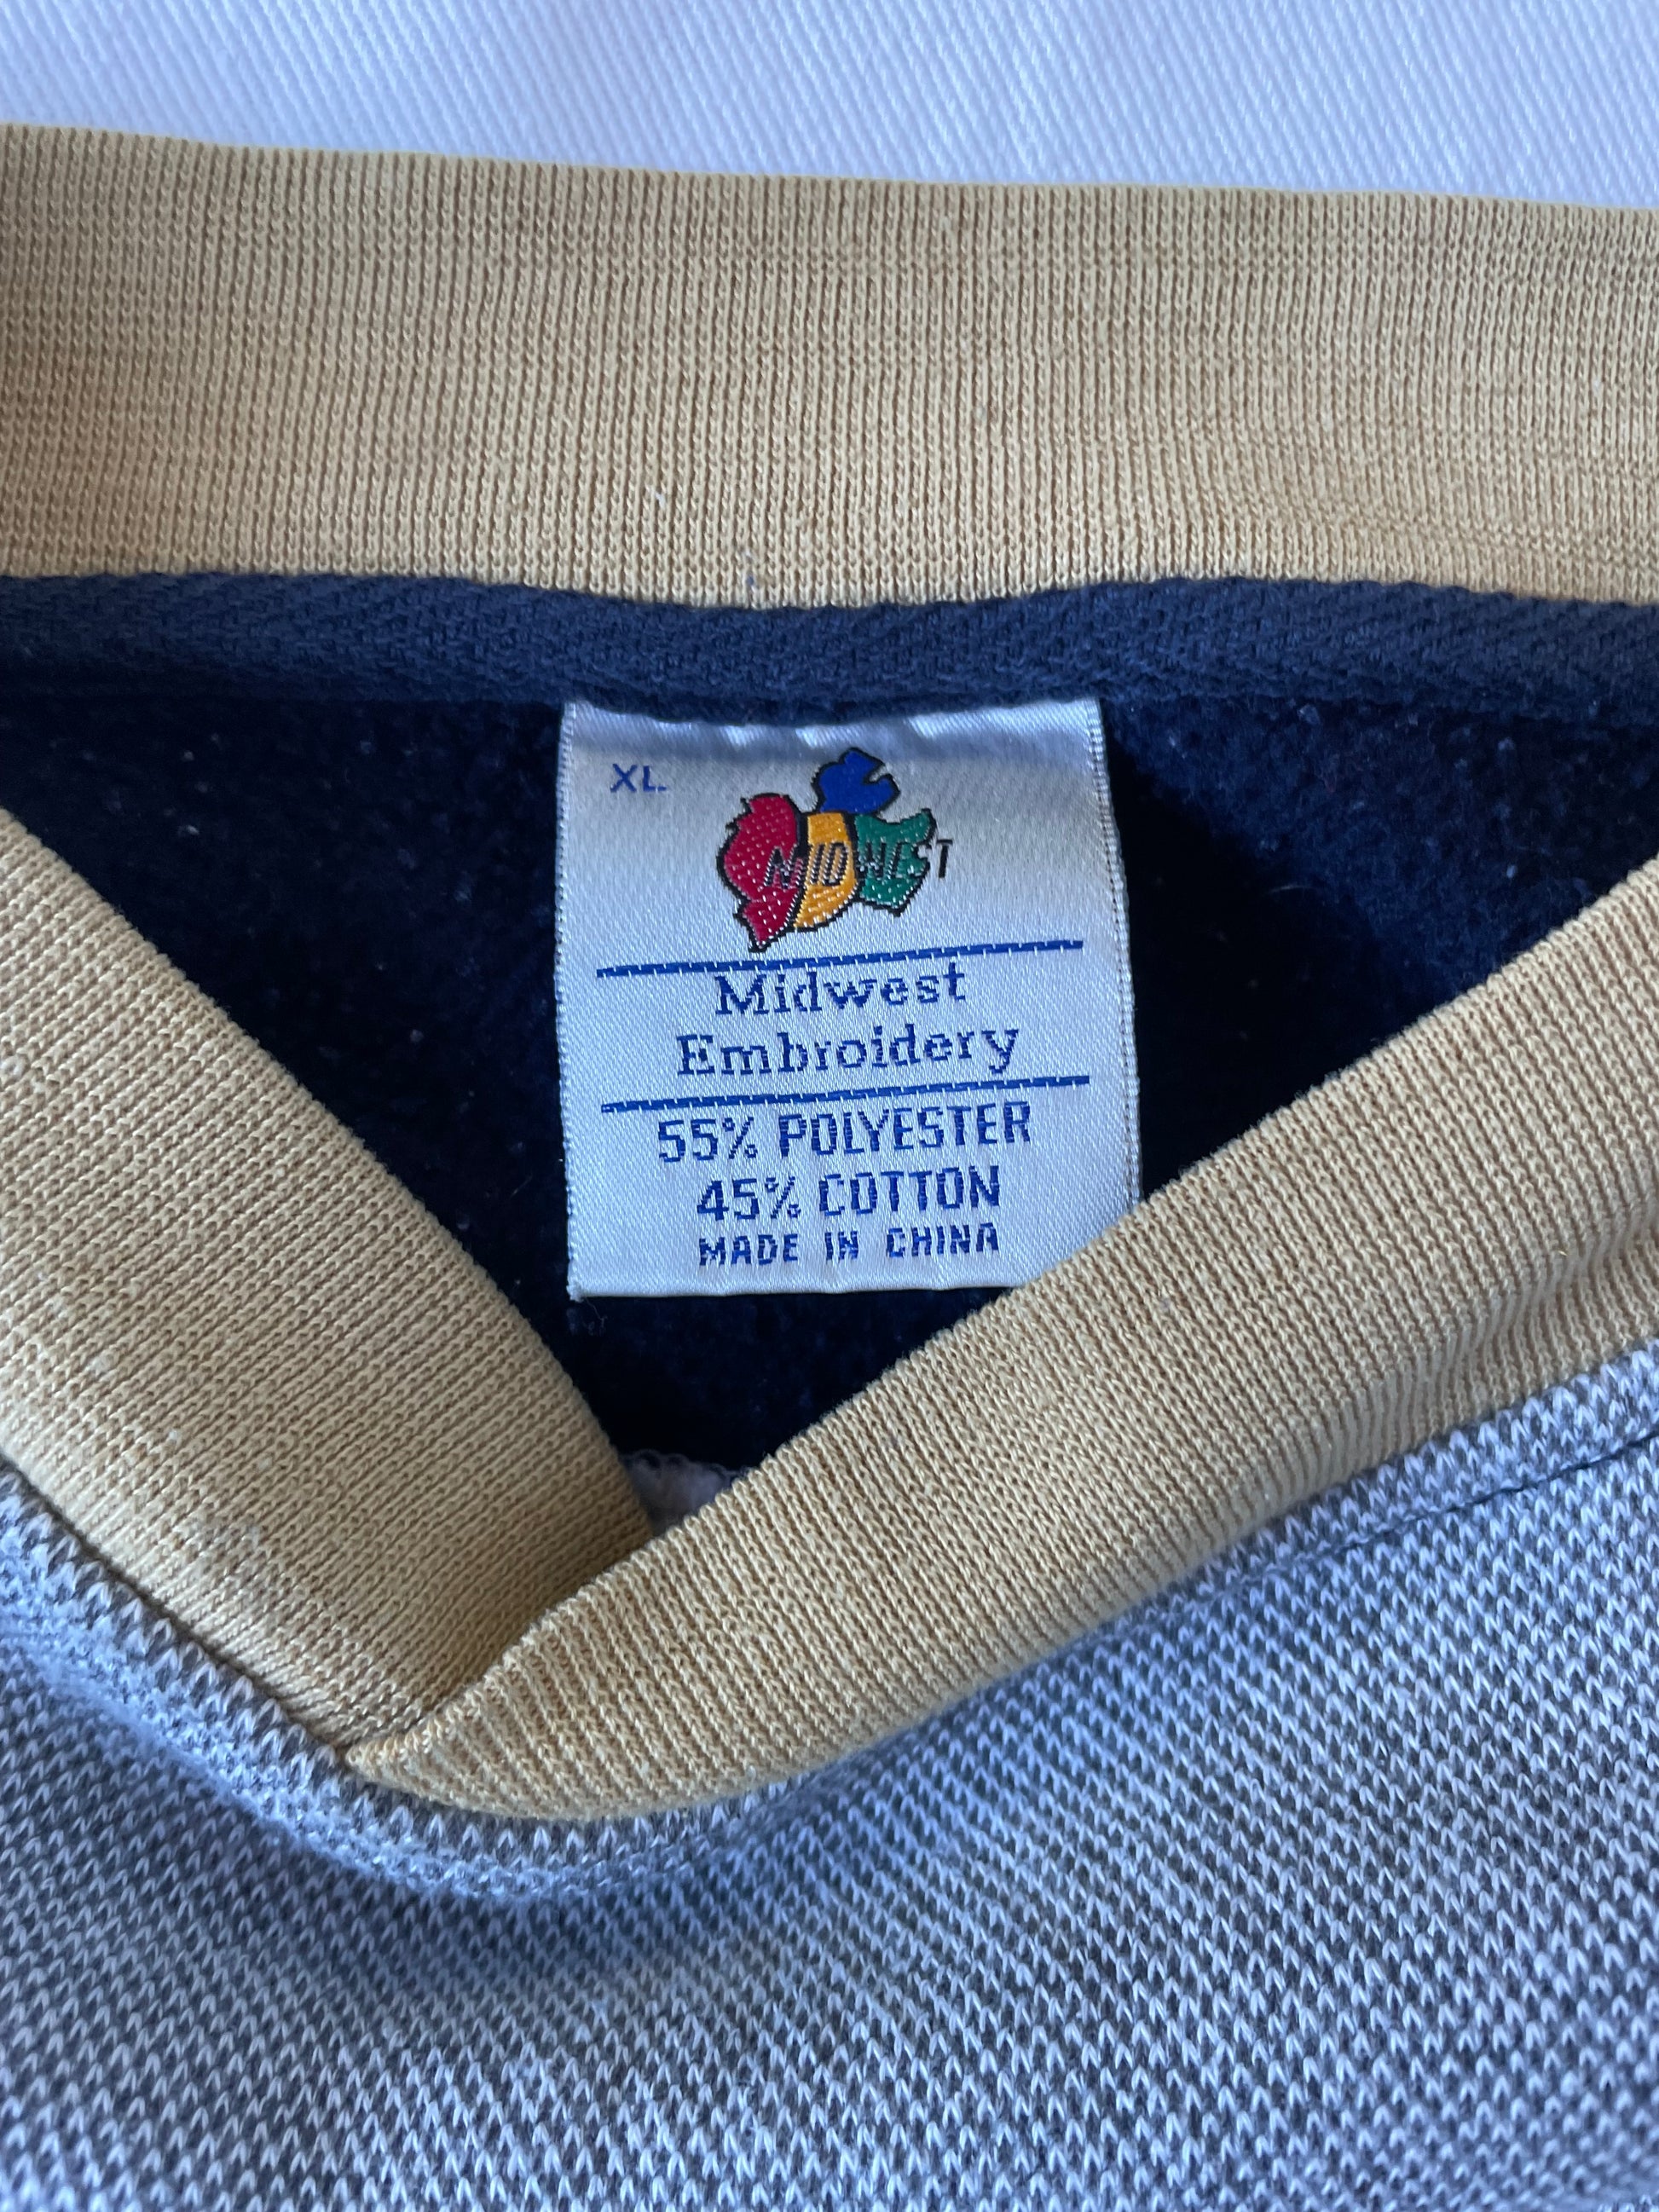 XL.
MIDWEST
Midwest
Embroidery
55% POLYESTER
45% COTTON
MADE IN CHINA